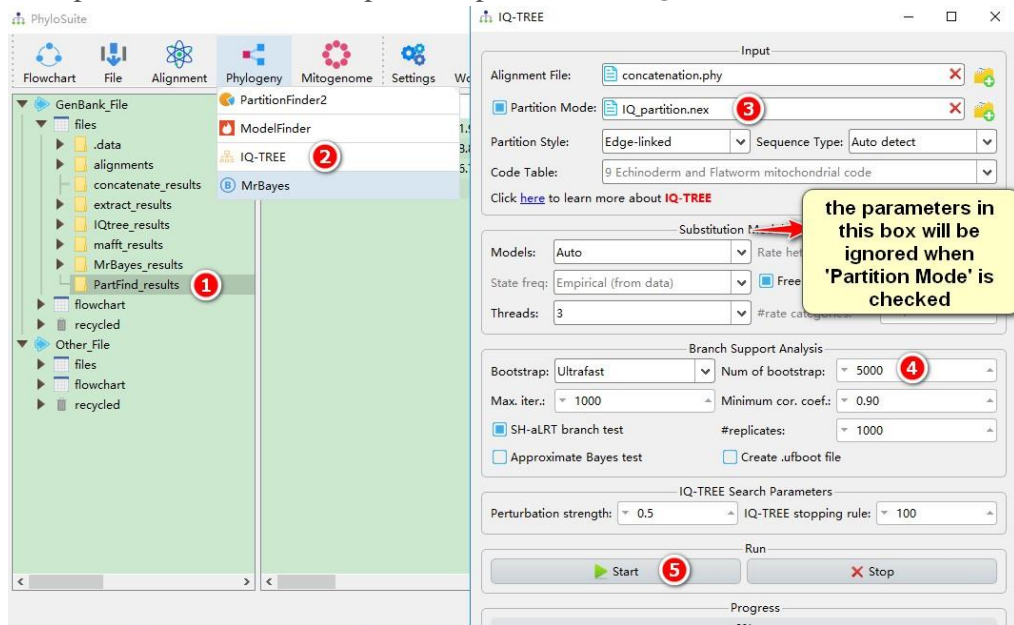 PhyloSuite
Flowchart File Alignment Phylogeny Mitogenome Settings
GenBank_File
files
.data
alignments
concatenate_results
extract_results
IQtree_results
mafft_results
MrBayes_results
PartFind_results 1
flowchart
recycled
Other_File
files
flowchart
recycled
PartitionFinder2
ModelFinder
IQ-TREE 2
MrBayes
IQ-TREE
Input
Alignment File: concatenation.phy
Partition Mode: IQ_partition.nex 3
Partition Style: Edge-linked Sequence Type: Auto detect
Code Table: 9 Echinoderm and Flatworm mitochondrial code
Click here to learn more about IQ-TREE
the parameters in
this box will be
ignored when
'Partition Mode' is
checked
Substitution
Models: Auto Rate
State freq: Empirical (from data) Free
Threads: 3 #rate categories:
Branch Support Analysis
Bootstrap: Ultrafast Num of bootstrap: 5000 4
Max. iter.: 1000 Minimum cor. coef.: 0.90
SH-aLRT branch test #replicates: 1000
Approximate Bayes test Create .ufboot file
IQ-TREE Search Parameters
Perturbation strength: 0.5 IQ-TREE stopping rule: 100
Run
Start 5 Stop
Progress